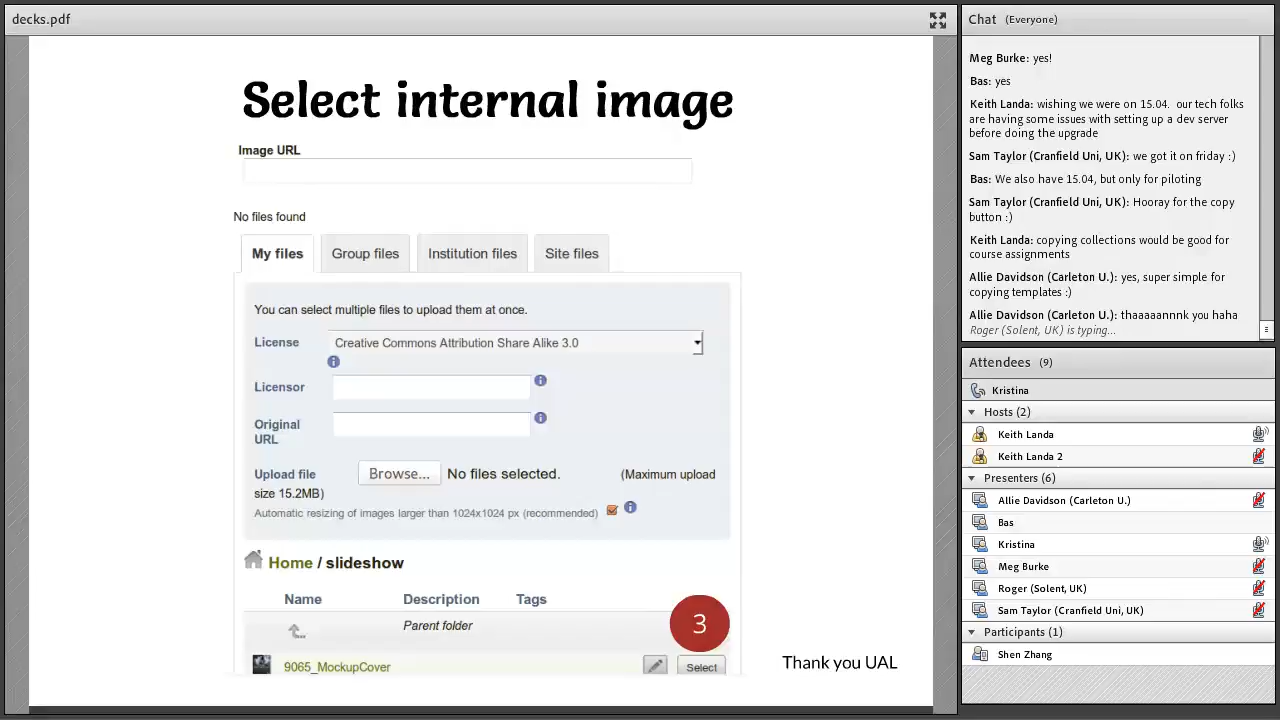 decks.pdf
Select internal image
Image URL
No files found
My files
Group files
Institution files
Site files
You can select multiple files to upload them at once.
License
Creative Commons Attribution Share Alike 3.0
Licensor
Original
URL
Upload file
Browse...
No files selected.
(Maximum upload
size 15.2MB)
Automatic resizing of images larger than 1024x1024 px (recommended)
Home / slideshow
Name
Description
Tags
Parent folder
3
9065_MockupCover
Select
Thank you UAL
Chat (Everyone)
Meg Burke: yes!
Bas: yes
Keith Landa: wishing we were on 15.04. our tech folks
are having some issues with setting up a dev server
before doing the upgrade
Sam Taylor (Cranfield Uni, UK): we got it on friday :)
Bas: We also have 15.04, but only for piloting
Sam Taylor (Cranfield Uni, UK): Hooray for the copy
button :)
Keith Landa: copying collections would be good for
course assignments
Allie Davidson (Carleton U.): yes, super simple for
copying templates :)
Allie Davidson (Carleton U.): thaaaaannnk you haha
Roger (Solent, UK) is typing...
Attendees (9)
Kristina
Hosts (2)
Keith Landa
Keith Landa 2
Presenters (6)
Allie Davidson (Carleton U.)
Bas
Kristina
Meg Burke
Roger (Solent, UK)
Sam Taylor (Cranfield Uni, UK)
Participants (1)
Shen Zhang